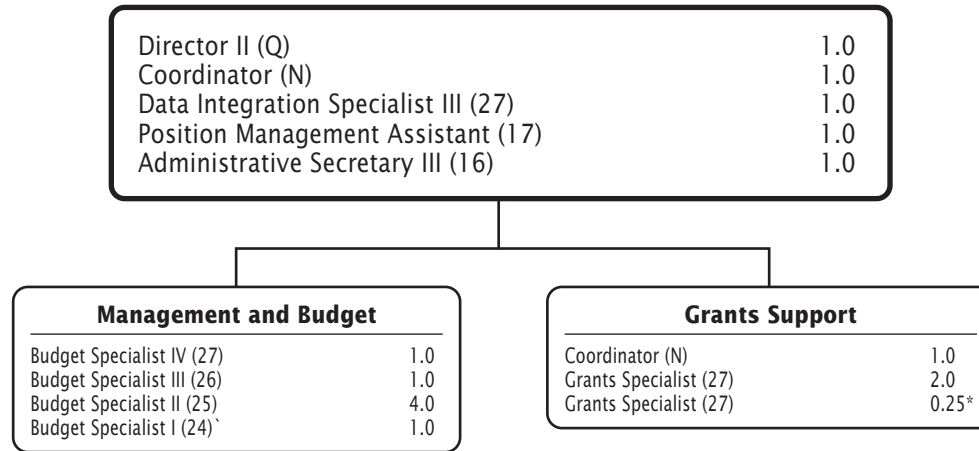 Director II (Q) 1.0
Coordinator (N) 1.0
Data Integration Specialist III (27) 1.0
Position Management Assistant (17) 1.0
Administrative Secretary III (16) 1.0
Management and Budget
Budget Specialist IV (27) 1.0
Budget Specialist III (26) 1.0
Budget Specialist II (25) 4.0
Budget Specialist I (24)` 1.0
Grants Support
Coordinator (N) 1.0
Grants Specialist (27) 2.0
Grants Specialist (27) 0.25*